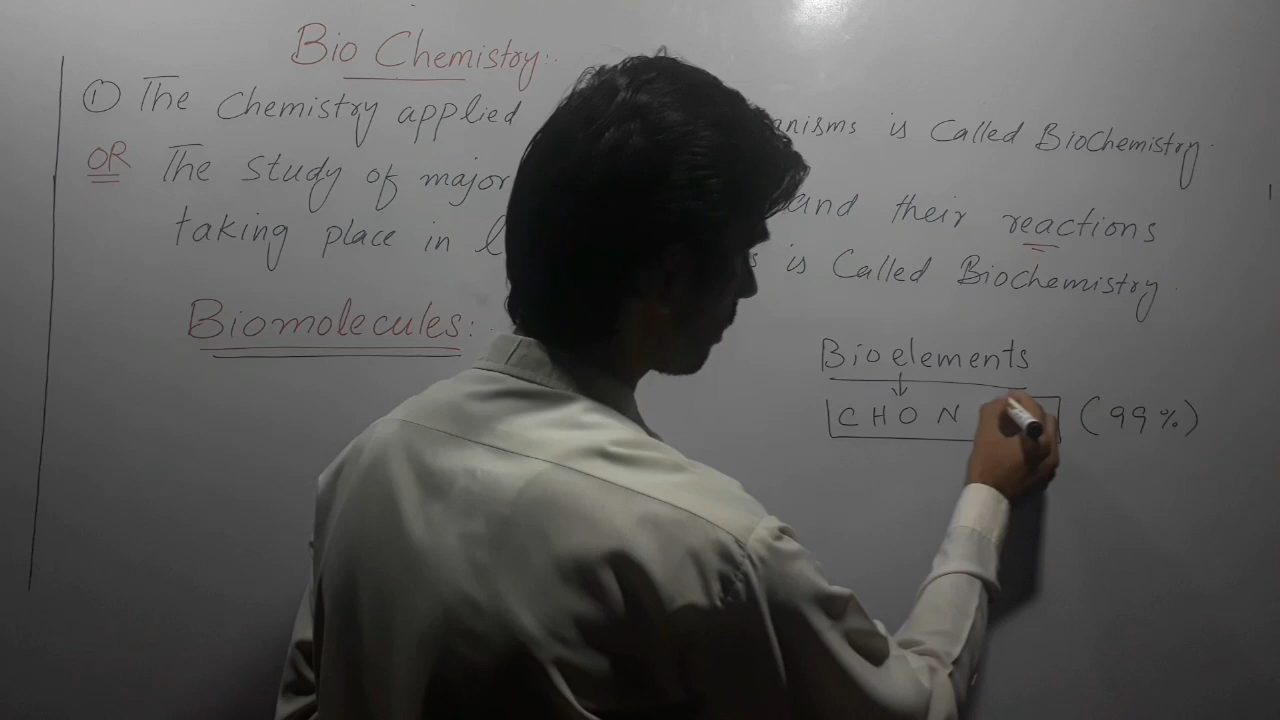 Bio Chemistry:
① The Chemistry applied is Called BioChemistry.
OR The Study of major and their reactions
taking place in is Called Biochemistry.
Biomolecules:
Bioelements
C H O N (99%)